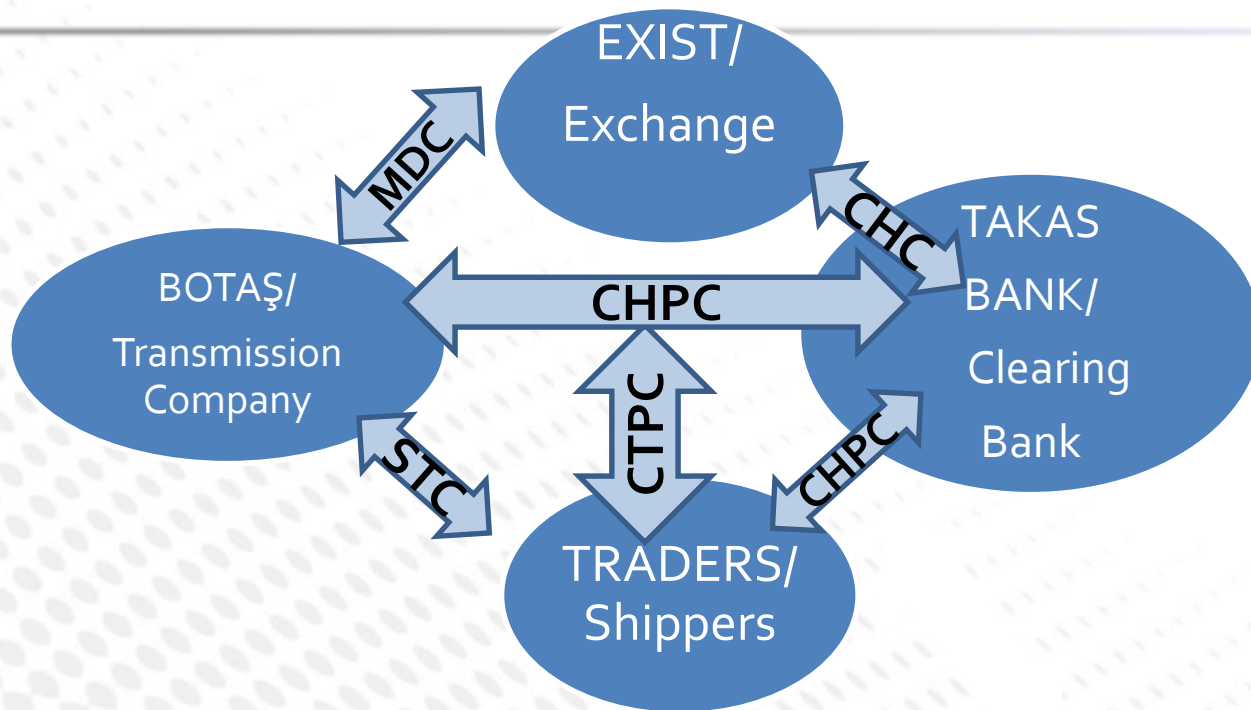 EXIST/
Exchange
MDC
CHC
TAKAS
BANK/
Clearing
Bank
BOTAŞ/
Transmission
Company
CHPC
CTPC
STC
CHPC
TRADERS/
Shippers